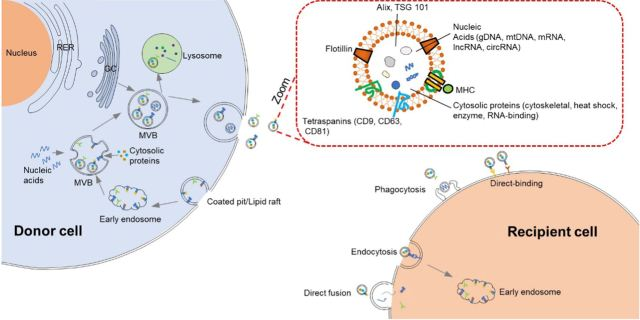 Nucleus
RER
GC
Lysosome
MVB
Nucleic
acids
MVB
Cytosolic
proteins
Early endosome
Coated pit/Lipid raft
Donor cell
Zoom
Alix, TSG 101
Flotillin
Nucleic
Acids (gDNA, mtDNA, mRNA,
lncRNA, circRNA)
MHC
Cytosolic proteins (cytoskeletal, heat shock,
enzyme, RNA-binding)
Tetraspanins (CD9, CD63,
CD81)
Phagocytosis
Direct-binding
Endocytosis
Recipient cell
Direct fusion
Early endosome